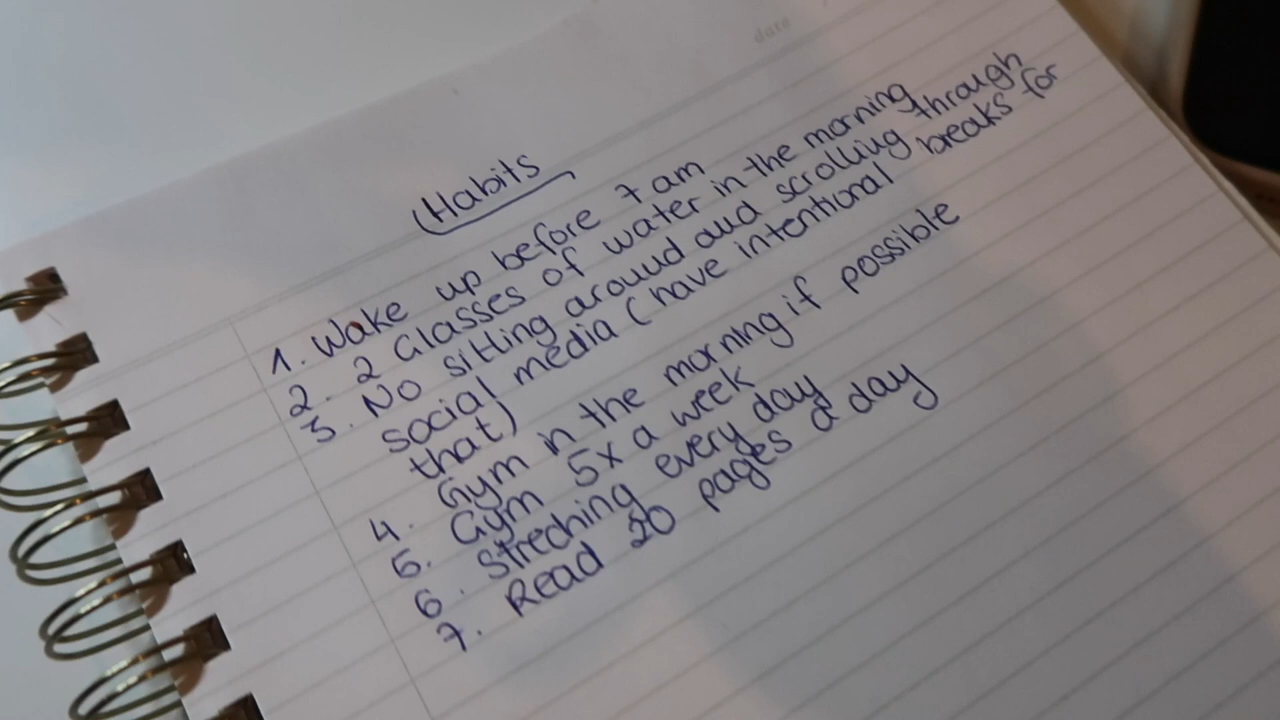 data
Habits
1. Wake up before 7 am
2. 2 Glasses of water in the morning
3. No sitting around and scrolling through
social media (have intentional breaks for
that)
4. Gym in the morning if possible
5. Gym 5x a week
6. Streching every day
7. Read 20 pages a day